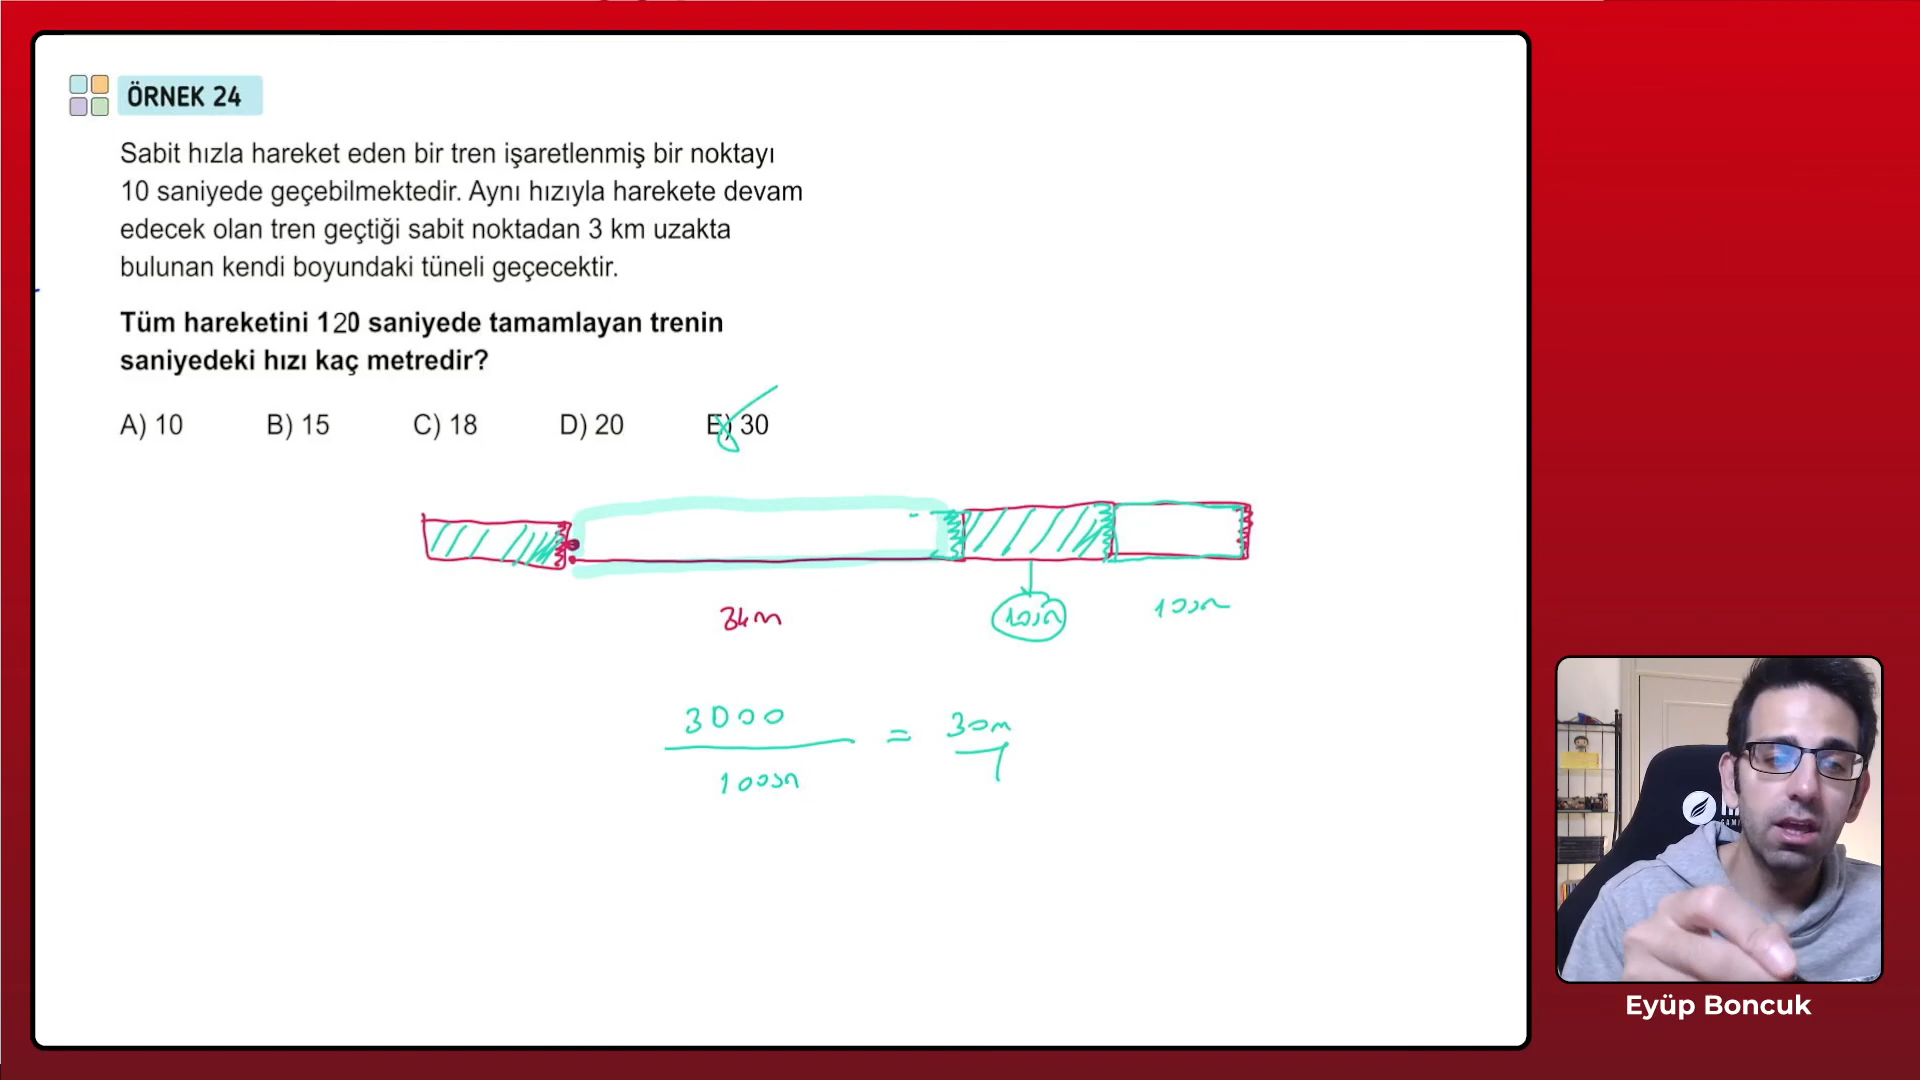 ÖRNEK 24
Sabit hızla hareket eden bir tren işaretlenmiş bir noktayı
10 saniyede geçebilmektedir. Aynı hızıyla harekete devam
edecek olan tren geçtiği sabit noktadan 3 km uzakta
bulunan kendi boyundaki tüneli geçecektir.
Tüm hareketini 120 saniyede tamamlayan trenin
saniyedeki hızı kaç metredir?
A) 10 B) 15 C) 18 D) 20 E) 30
3km 10sn 10sn
3000 = 30m
100sn
Eyüp Boncuk